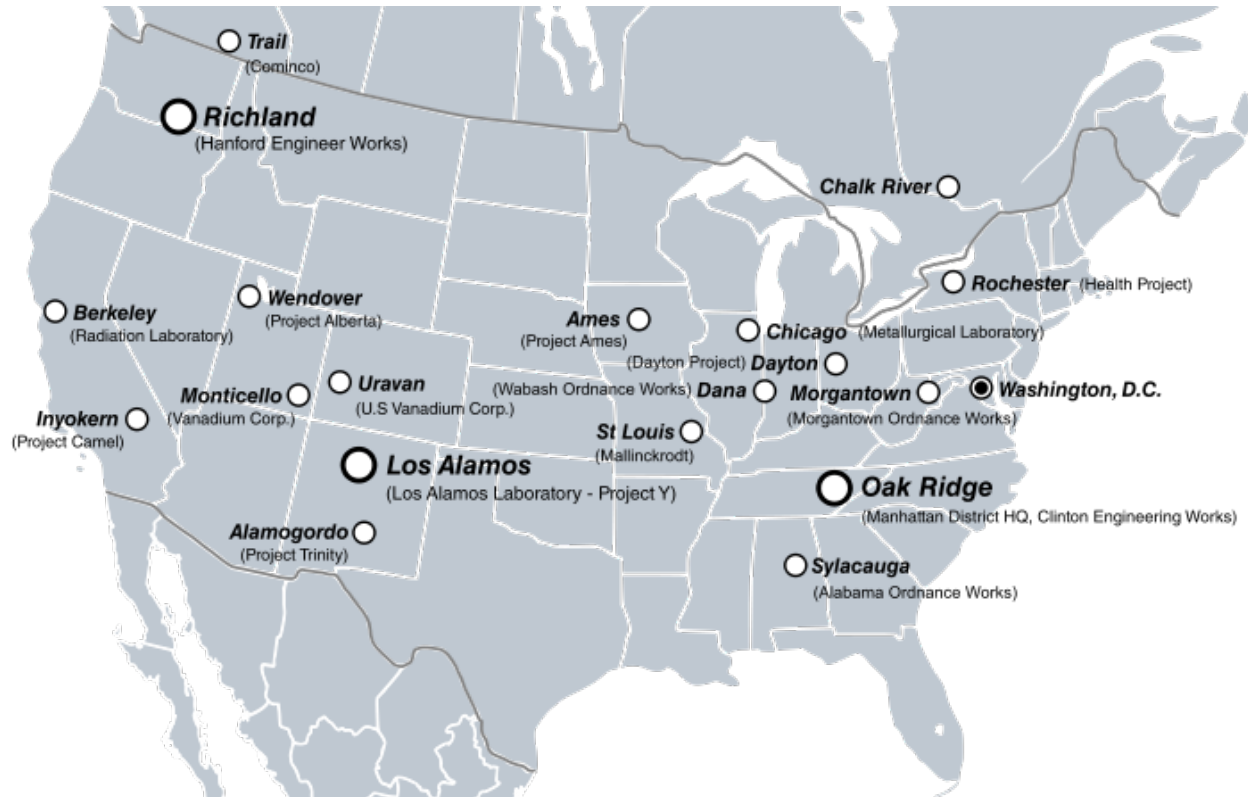 Trail
(Cominco)
Richland
(Hanford Engineer Works)
Chalk River
Rochester (Health Project)
Wendover
(Project Alberta)
Berkeley
(Radiation Laboratory)
Ames
(Project Ames)
Chicago (Metallurgical Laboratory)
(Dayton Project) Dayton
Uravan
(U.S Vanadium Corp.)
(Wabash Ordnance Works) Dana
Morgantown
(Morgantown Ordnance Works)
Washington, D.C.
Monticello
(Vanadium Corp.)
Inyokern
(Project Camel)
St Louis
(Mallinckrodt)
Los Alamos
(Los Alamos Laboratory - Project Y)
Oak Ridge
(Manhattan District HQ, Clinton Engineering Works)
Alamogordo
(Project Trinity)
Sylacauga
(Alabama Ordnance Works)